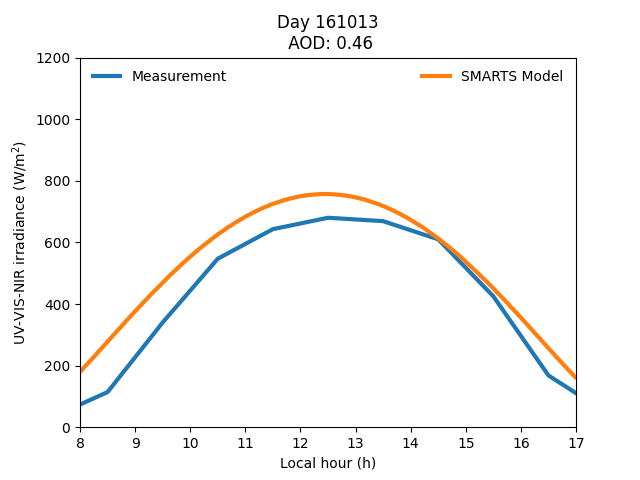 Day 161013
AOD: 0.46
Measurement
SMARTS Model
UV-VIS-NIR irradiance (W/m²)
1200
1000
800
600
400
200
0
8 9 10 11 12 13 14 15 16 17
Local hour (h)